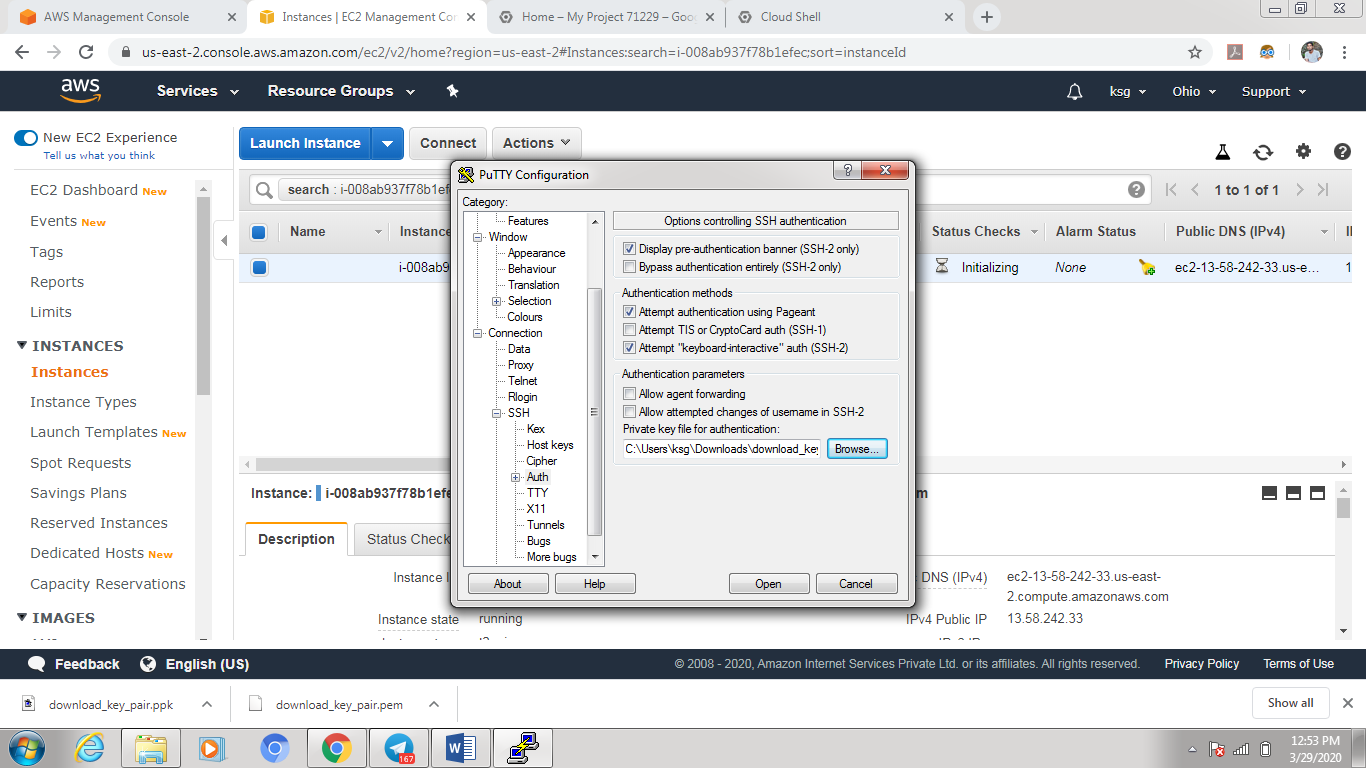 AWS Management Console
Instances | EC2 Management Con
Home – My Project 71229 – Goo
Cloud Shell
us-east-2.console.aws.amazon.com/ec2/v2/home?region=us-east-2#Instances:search=i-008ab937f78b1efec;sort=instanceId
aws
Services
Resource Groups
ksg
Ohio
Support
New EC2 Experience
Tell us what you think
EC2 Dashboard New
Events New
Tags
Reports
Limits
INSTANCES
Instances
Instance Types
Launch Templates New
Spot Requests
Savings Plans
Reserved Instances
Dedicated Hosts New
Capacity Reservations
IMAGES
Launch Instance
Connect
Actions
search : i-008ab937f78b1efe
1 to 1 of 1
Name
Instance
Status Checks
Alarm Status
Public DNS (IPv4)
i-008ab9
Initializing
None
ec2-13-58-242-33.us-e...
PuTTY Configuration
Category:
Features
Window
Appearance
Behaviour
Translation
Selection
Colours
Connection
Data
Proxy
Telnet
Rlogin
SSH
Kex
Host keys
Cipher
Auth
TTY
X11
Tunnels
Bugs
More bugs
Options controlling SSH authentication
Display pre-authentication banner (SSH-2 only)
Bypass authentication entirely (SSH-2 only)
Authentication methods
Attempt authentication using Pageant
Attempt TIS or CryptoCard auth (SSH-1)
Attempt "keyboard-interactive" auth (SSH-2)
Authentication parameters
Allow agent forwarding
Allow attempted changes of username in SSH-2
Private key file for authentication:
C:\Users\ksg\Downloads\download_key
Browse...
About
Help
Open
Cancel
Instance: i-008ab937f78b1efe
m
Description
Status Check
Instance I
Instance state
running
DNS (IPv4)
ec2-13-58-242-33.us-east-
2.compute.amazonaws.com
IPv4 Public IP
13.58.242.33
Feedback
English (US)
© 2008 - 2020, Amazon Internet Services Private Ltd. or its affiliates. All rights reserved.
Privacy Policy
Terms of Use
download_key_pair.ppk
download_key_pair.pem
Show all
167
12:53 PM
3/29/2020